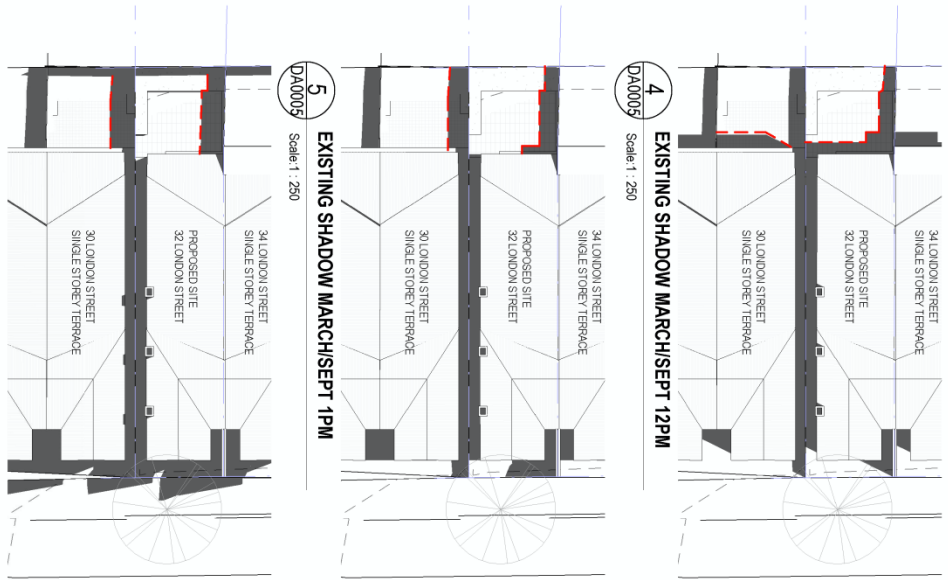 34 LONDON STREET
SINGLE STOREY TERRACE
PROPOSED SITE
32 LONDON STREET
30 LONDON STREET
SINGLE STOREY TERRACE
4
DA0005
EXISTING SHADOW MARCH/SEPT 12PM
Scale:1 : 250
34 LONDON STREET
SINGLE STOREY TERRACE
PROPOSED SITE
32 LONDON STREET
30 LONDON STREET
SINGLE STOREY TERRACE
5
DA0005
EXISTING SHADOW MARCH/SEPT 1PM
Scale:1 : 250
34 LONDON STREET
SINGLE STOREY TERRACE
PROPOSED SITE
32 LONDON STREET
30 LONDON STREET
SINGLE STOREY TERRACE